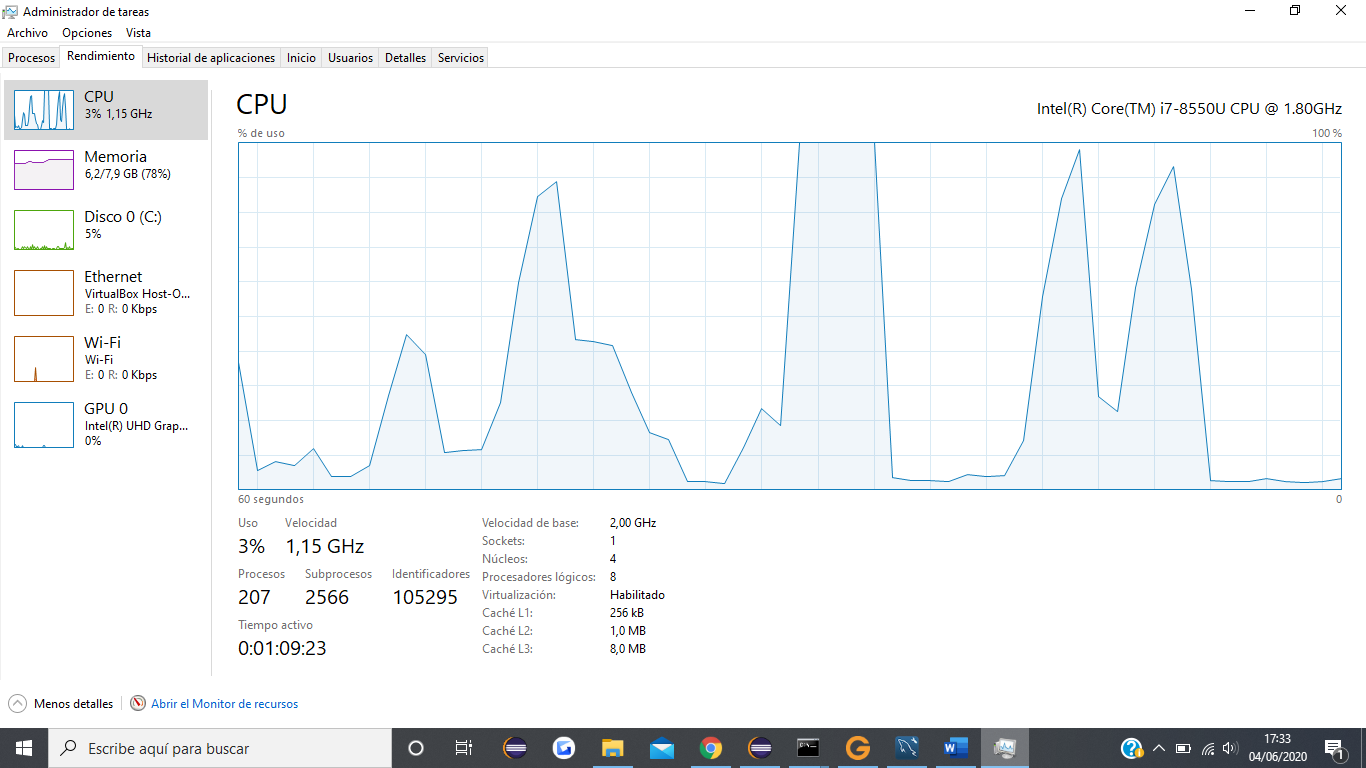 Administrador de tareas
Archivo Opciones Vista
Procesos Rendimiento Historial de aplicaciones Inicio Usuarios Detalles Servicios
CPU
3% 1,15 GHz
Memoria
6,2/7,9 GB (78%)
Disco 0 (C:)
5%
Ethernet
VirtualBox Host-O...
E: 0 R: 0 Kbps
Wi-Fi
Wi-Fi
E: 0 R: 0 Kbps
GPU 0
Intel(R) UHD Grap...
0%
CPU
Intel(R) Core(TM) i7-8550U CPU @ 1.80GHz
% de uso
100 %
60 segundos
0
Uso Velocidad
3% 1,15 GHz
Procesos Subprocesos Identificadores
207 2566 105295
Tiempo activo
0:01:09:23
Velocidad de base: 2,00 GHz
Sockets: 1
Núcleos: 4
Procesadores lógicos: 8
Virtualización: Habilitado
Caché L1: 256 kB
Caché L2: 1,0 MB
Caché L3: 8,0 MB
Menos detalles
Abrir el Monitor de recursos
Escribe aquí para buscar
17:33
04/06/2020
1